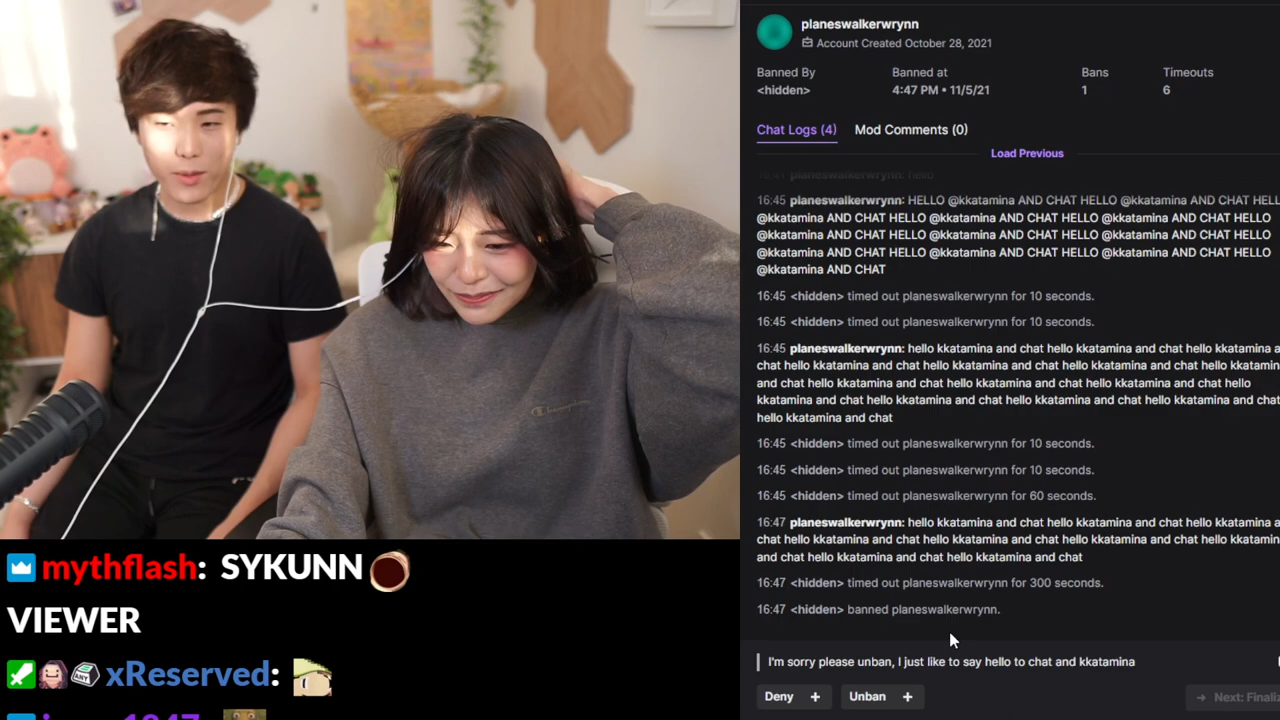 planeswalkerwrynn
Account Created October 28, 2021
Banned By
<hidden>
Banned at
4:47 PM • 11/5/21
Bans
1
Timeouts
6
Chat Logs (4)
Mod Comments (0)
Load Previous
planeswalkerwrynn: hello
16:45 planeswalkerwrynn: HELLO @kkatamina AND CHAT HELLO @kkatamina AND CHAT HELL
@kkatamina AND CHAT HELLO @kkatamina AND CHAT HELLO @kkatamina AND CHAT HELLO
@kkatamina AND CHAT HELLO @kkatamina AND CHAT HELLO @kkatamina AND CHAT HELLO
@kkatamina AND CHAT HELLO @kkatamina AND CHAT HELLO @kkatamina AND CHAT HELLO
@kkatamina AND CHAT
16:45 <hidden> timed out planeswalkerwrynn for 10 seconds.
16:45 <hidden> timed out planeswalkerwrynn for 10 seconds.
16:45 planeswalkerwrynn: hello kkatamina and chat hello kkatamina and chat hello kkatamina a
chat hello kkatamina and chat hello kkatamina and chat hello kkatamina and chat hello kkatamin
and chat hello kkatamina and chat hello kkatamina and chat hello kkatamina and chat hello
kkatamina and chat hello kkatamina and chat hello kkatamina and chat hello kkatamina and chat
hello kkatamina and chat
16:45 <hidden> timed out planeswalkerwrynn for 10 seconds.
16:45 <hidden> timed out planeswalkerwrynn for 10 seconds.
16:45 <hidden> timed out planeswalkerwrynn for 60 seconds.
16:47 planeswalkerwrynn: hello kkatamina and chat hello kkatamina and chat hello kkatamina a
chat hello kkatamina and chat hello kkatamina and chat hello kkatamina and chat hello kkatamin
and chat hello kkatamina and chat hello kkatamina and chat
16:47 <hidden> timed out planeswalkerwrynn for 300 seconds.
16:47 <hidden> banned planeswalkerwrynn.
I'm sorry please unban, I just like to say hello to chat and kkatamina
Deny +
Unban +
Next: Finali
Champion
mythflash: SYKUNN
VIEWER
xReserved: